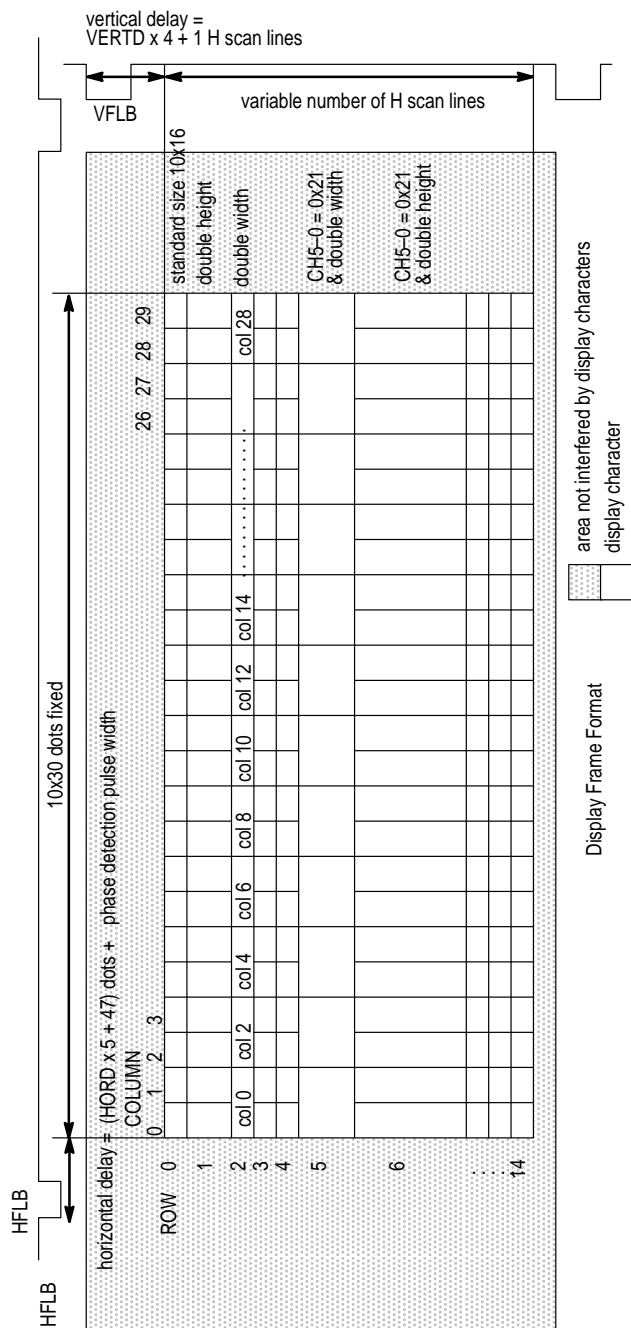 vertical delay =
VERTD x 4 + 1 H scan lines
VFLB
variable number of H scan lines
HFLB
HFLB
10x30 dots fixed
horizontal delay = (HORD x 5 + 47) dots + phase detection pulse width
COLUMN
0 1 2 3 26 27 28 29
ROW
0 standard size 10x16
1 double height
2 col 0 col 2 col 4 col 6 col 8 col 10 col 12 col 14 . . . . . . . . . . . . . . . col 28 double width
3
4
5 CH5–0 = 0x21
& double width
6 CH5–0 = 0x21
& double height
. . . . .
14
area not interfered by display characters
display character
Display Frame Format